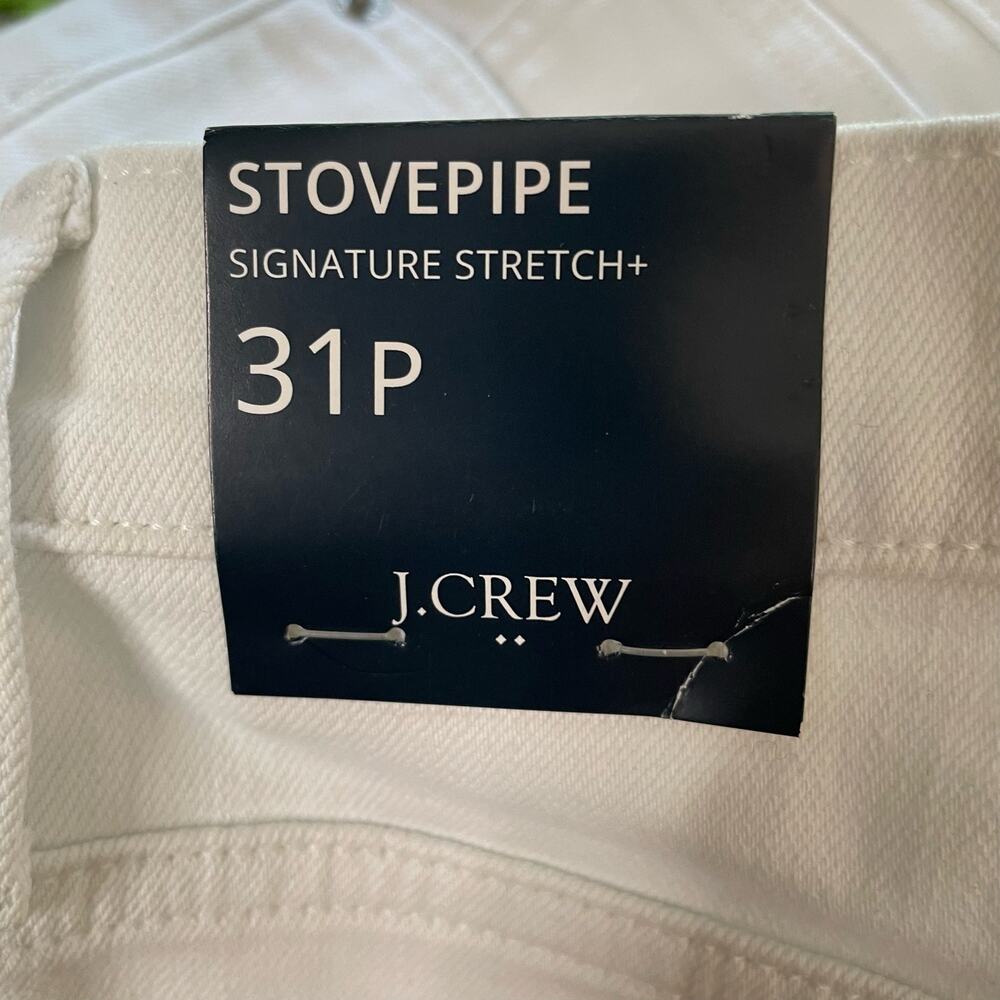 STOVEPIPE
SIGNATURE STRETCH+
31P
J.CREW